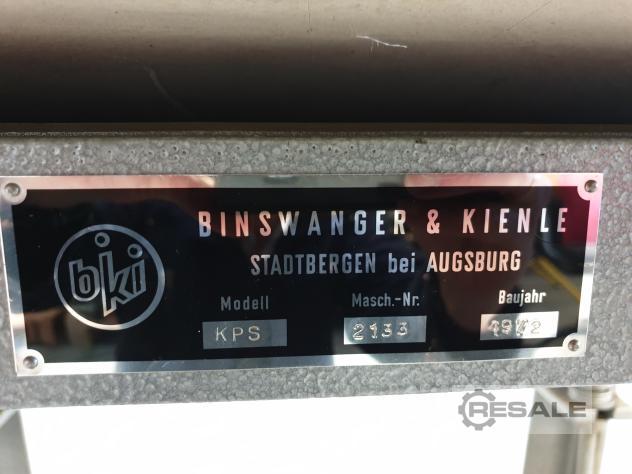 BINSWANGER & KIENLE
STADTBERGEN bei AUGSBURG
bki
Modell Masch.-Nr. Baujahr
KPS 2133
RESALE